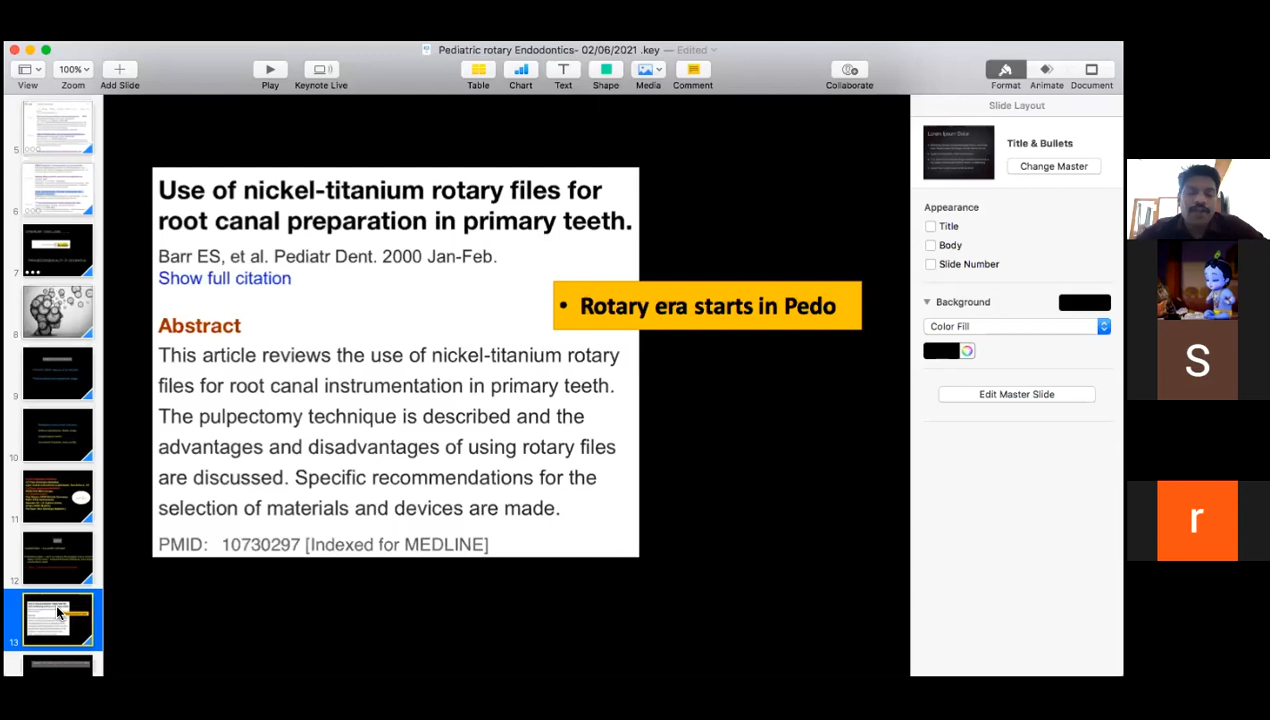 Pediatric rotary Endodontics- 02/06/2021 .key — Edited
100%
View
Zoom
Add Slide
Play
Keynote Live
Table
Chart
Text
Shape
Media
Comment
Collaborate
Format
Animate
Document
5
6
7
8
9
10
11
12
13
Use of nickel-titanium rotary files for
root canal preparation in primary teeth.
Barr ES, et al. Pediatr Dent. 2000 Jan-Feb.
Show full citation
• Rotary era starts in Pedo
Abstract
This article reviews the use of nickel-titanium rotary
files for root canal instrumentation in primary teeth.
The pulpectomy technique is described and the
advantages and disadvantages of using rotary files
are discussed. Specific recommendations for the
selection of materials and devices are made.
PMID: 10730297 [Indexed for MEDLINE]
Slide Layout
Lorem Ipsum Dolor
Title & Bullets
Change Master
Appearance
Title
Body
Slide Number
Background
Color Fill
Edit Master Slide
S
r